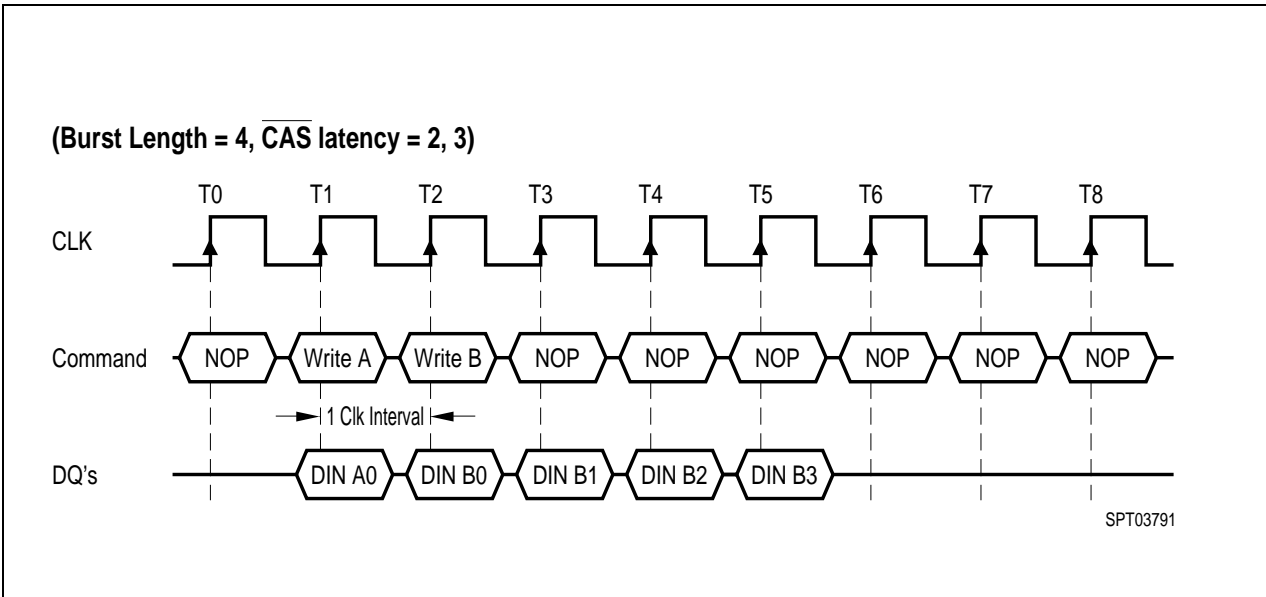 (Burst Length = 4, CAS latency = 2, 3)
T0 T1 T2 T3 T4 T5 T6 T7 T8
CLK
Command NOP Write A Write B NOP NOP NOP NOP NOP NOP
1 Clk Interval
DQ's DIN A0 DIN B0 DIN B1 DIN B2 DIN B3
SPT03791